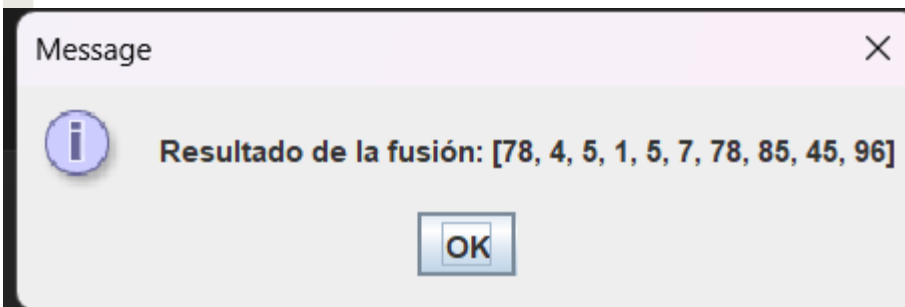 Message
Resultado de la fusión: [78, 4, 5, 1, 5, 7, 78, 85, 45, 96]
OK